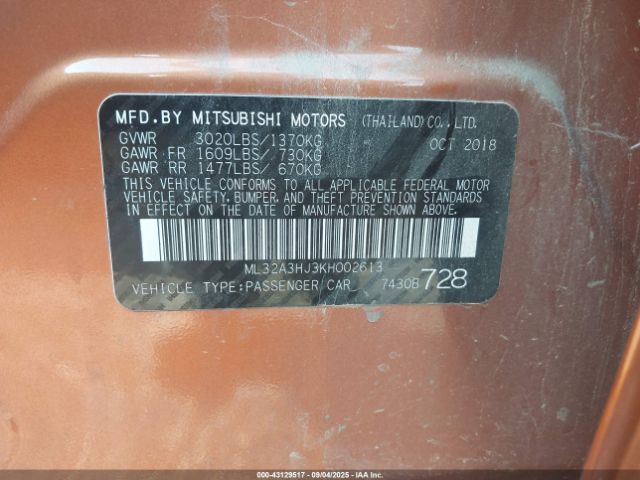 MFD.BY MITSUBISHI MOTORS (THAILAND) CO.,LTD.
GVWR 3020LBS/1370KG OCT 2018
GAWR FR 1609LBS/ 730KG
GAWR RR 1477LBS/ 670KG
THIS VEHICLE CONFORMS TO ALL APPLICABLE FEDERAL MOTOR
VEHICLE SAFETY, BUMPER, AND THEFT PREVENTION STANDARDS
IN EFFECT ON THE DATE OF MANUFACTURE SHOWN ABOVE.
ML32A3HJ3KH002613
VEHICLE TYPE:PASSENGER CAR 7430B 728
000-43129517 - 09/04/2025 - IAAI.COM